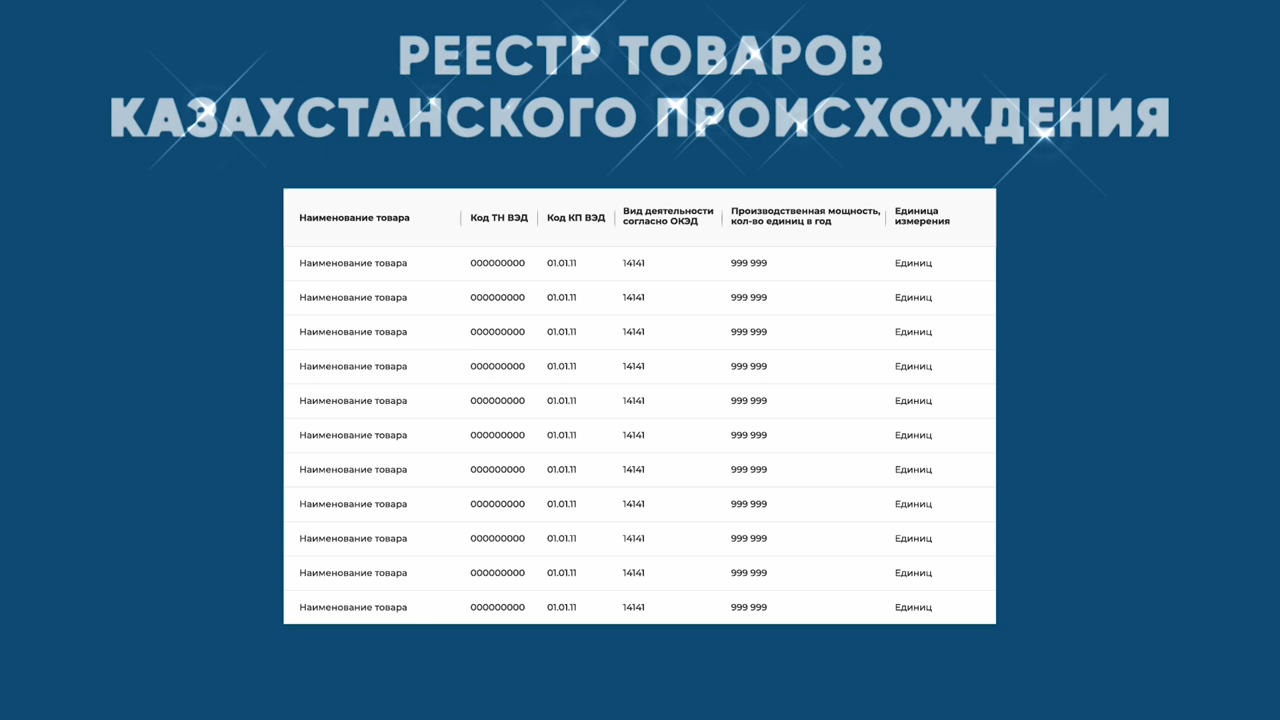 РЕЕСТР ТОВАРОВ
КАЗАХСТАНСКОГО ПРОИСХОЖДЕНИЯ
Наименование товара Код ТН ВЭД Код КП ВЭД Вид деятельности согласно ОКЭД Производственная мощность, кол-во единиц в год Единица измерения
Наименование товара 000000000 01.01.11 14141 999 999 Единиц
Наименование товара 000000000 01.01.11 14141 999 999 Единиц
Наименование товара 000000000 01.01.11 14141 999 999 Единиц
Наименование товара 000000000 01.01.11 14141 999 999 Единиц
Наименование товара 000000000 01.01.11 14141 999 999 Единиц
Наименование товара 000000000 01.01.11 14141 999 999 Единиц
Наименование товара 000000000 01.01.11 14141 999 999 Единиц
Наименование товара 000000000 01.01.11 14141 999 999 Единиц
Наименование товара 000000000 01.01.11 14141 999 999 Единиц
Наименование товара 000000000 01.01.11 14141 999 999 Единиц
Наименование товара 000000000 01.01.11 14141 999 999 Единиц